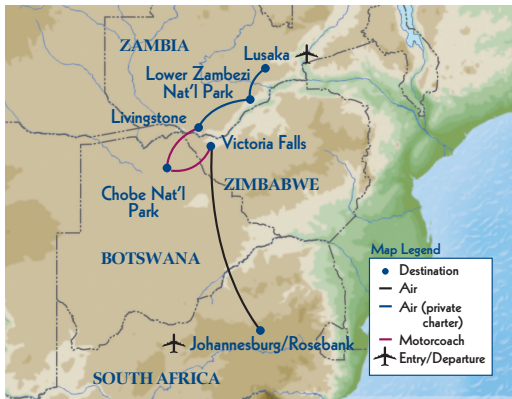 ZAMBIA
Lusaka
Lower Zambezi
Nat'l Park
Livingstone
Victoria Falls
ZIMBABWE
Chobe Nat'l
Park
BOTSWANA
Map Legend
Destination
Air
Air (private
charter)
Motorcoach
Entry/Departure
Johannesburg/Rosebank
SOUTH AFRICA